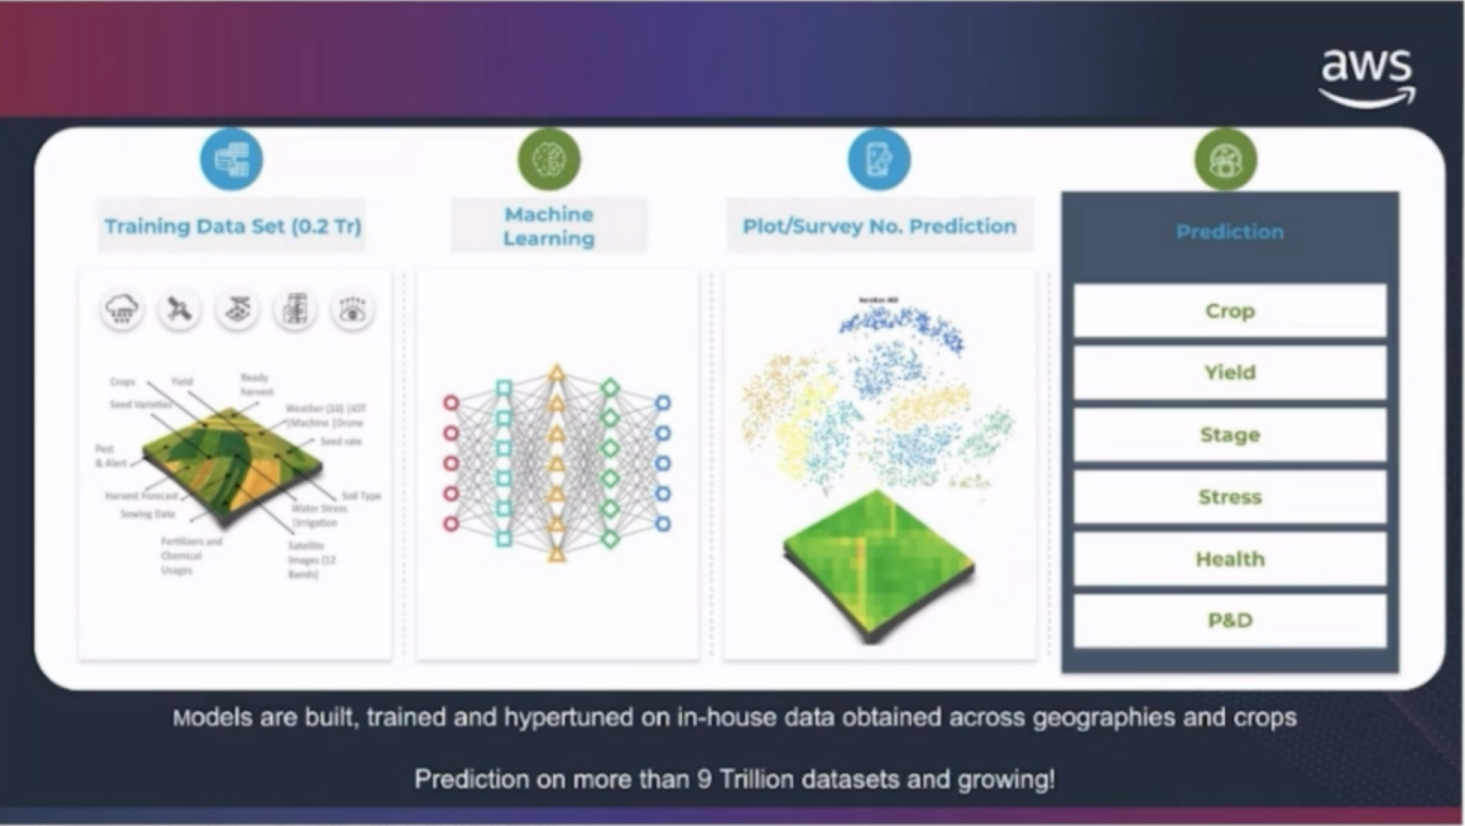 aws
Training Data Set (0.2 Tr)
Machine
Learning
Plot/Survey No. Prediction
Prediction
Crops
Yield
Ready
harvest
Seed Varieties
Weather (10) |IOT
|Machine |Drone
Seed rate
Pest
& Alert
Harvest Forecast
Soil Type
Sowing Date
Water Stress
|Irrigation
Fertilizers and
Chemical
Usages
Satellite
Images (12
Bands)
Crop
Yield
Stage
Stress
Health
P&D
Models are built, trained and hypertuned on in-house data obtained across geographies and crops
Prediction on more than 9 Trillion datasets and growing!